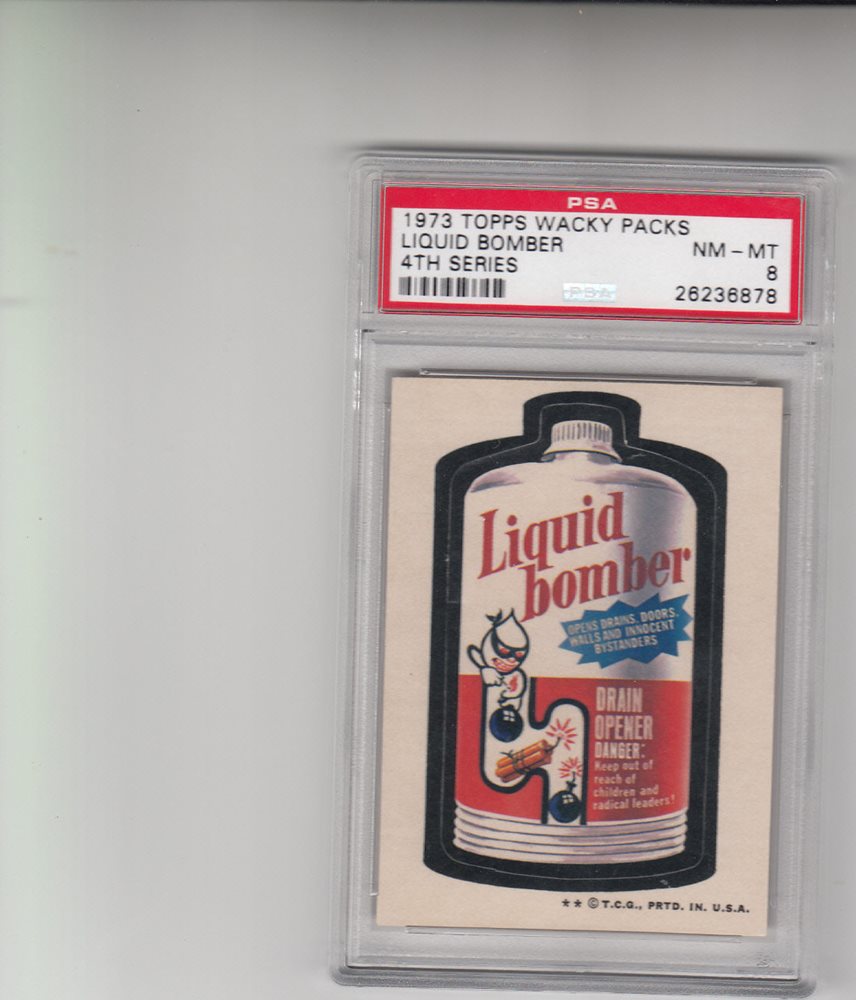 PSA
1973 TOPPS WACKY PACKS
LIQUID BOMBER NM – MT
4TH SERIES 8
PSA 26236878
Liquid
bomber
OPENS DRAINS, DOORS,
WALLS AND INNOCENT
BYSTANDERS
DRAIN
OPENER
DANGER:
Keep out of
reach of
children and
radical leaders!
** © T.C.G., PRTD. IN. U.S.A.